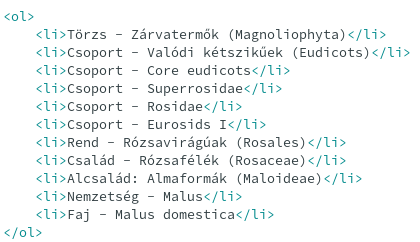 <ol>
<li>Törzs – Zárvatermők (Magnoliophyta)</li>
<li>Csoport – Valódi kétszikűek (Eudicots)</li>
<li>Csoport – Core eudicots</li>
<li>Csoport – Superrosidae</li>
<li>Csoport – Rosidae</li>
<li>Csoport – Eurosids I</li>
<li>Rend – Rózsavirágúak (Rosales)</li>
<li>Család – Rózsafélék (Rosaceae)</li>
<li>Alcsalád: Almaformák (Maloideae)</li>
<li>Nemzetség – Malus</li>
<li>Faj – Malus domestica</li>
</ol>